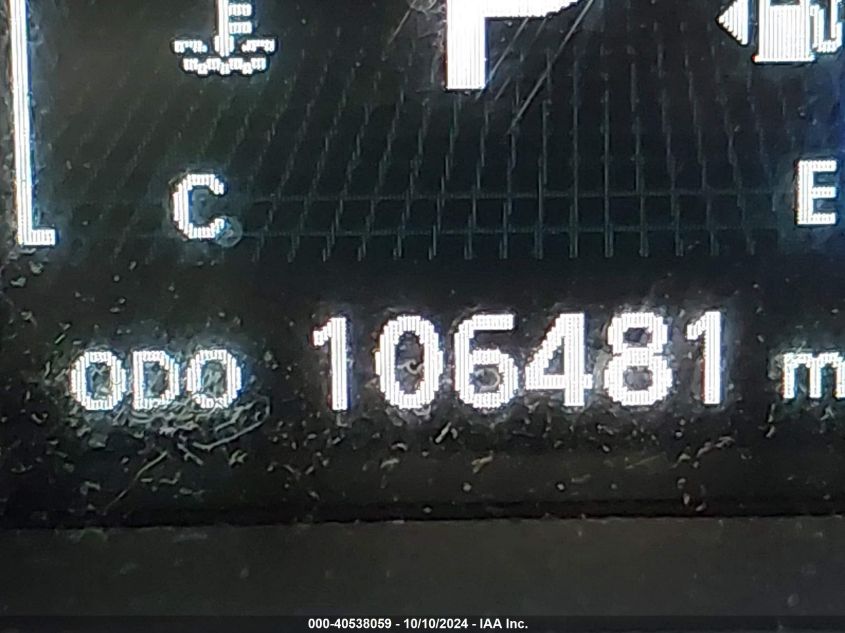 P
C E
ODO 106481 m
000-40538059 - 10/10/2024 - IAA Inc.